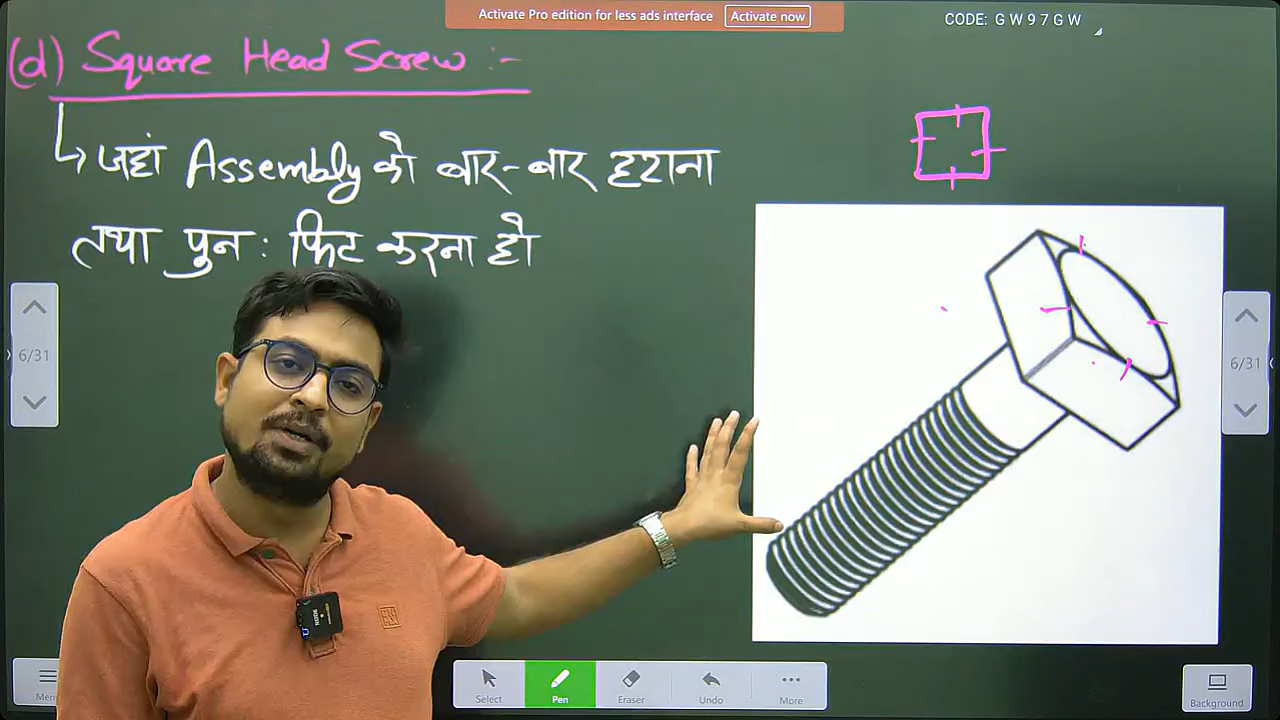 Activate Pro edition for less ads interface Activate now
CODE: G W 9 7 G W
(d) Square Head Screw :-
जहां Assembly को बार-बार हटाना
तथा पुन: फिट करना हो
6/31
6/31
Select
Pen
Eraser
Undo
More
Background